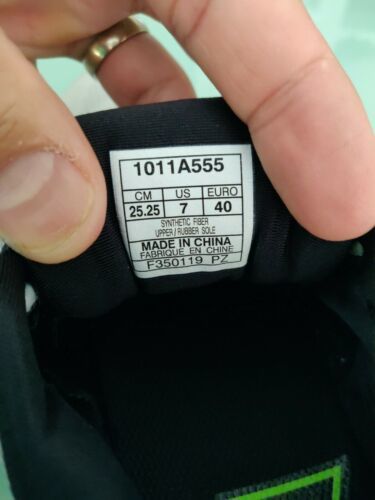 1011A555
CM US EURO
25.25 7 40
SYNTHETIC FIBER
UPPER / RUBBER SOLE
MADE IN CHINA
FABRIQUE EN CHINE
F350119 PZ